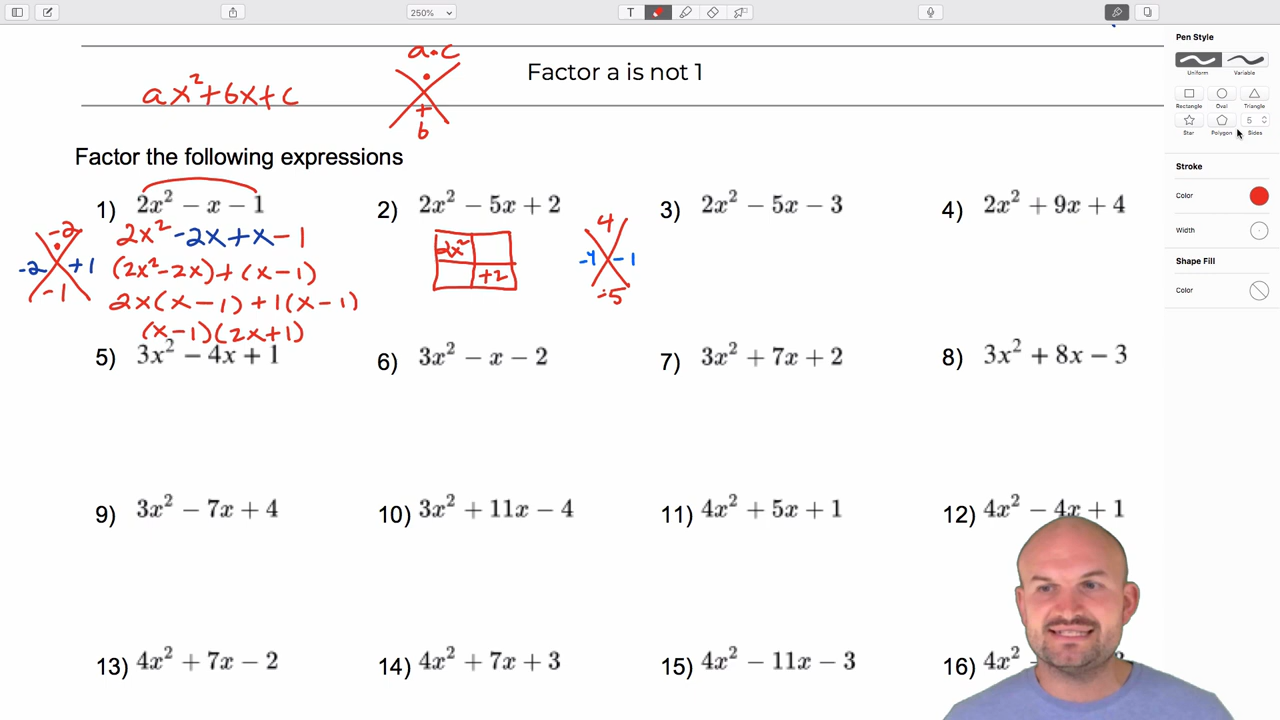 250%
T
Pen Style
Uniform Variable
Rectangle Oval Triangle
Star Polygon 5 Sides
Stroke
Color
Width
Shape Fill
Color
Factor a is not 1
ax²+bx+c
a·c
+
b
Factor the following expressions
1) 2x² − x − 1
-2
-2 +1
-1
2x² -2x+x-1
(2x²-2x)+(x-1)
2x(x-1)+1(x-1)
(x-1)(2x+1)
2) 2x² − 5x + 2
2x²
+2
4
-4 -1
-5
3) 2x² − 5x − 3
4) 2x² + 9x + 4
5) 3x² − 4x + 1
6) 3x² − x − 2
7) 3x² + 7x + 2
8) 3x² + 8x − 3
9) 3x² − 7x + 4
10) 3x² + 11x − 4
11) 4x² + 5x + 1
12) 4x² − 4x + 1
13) 4x² + 7x − 2
14) 4x² + 7x + 3
15) 4x² − 11x − 3
16) 4x²